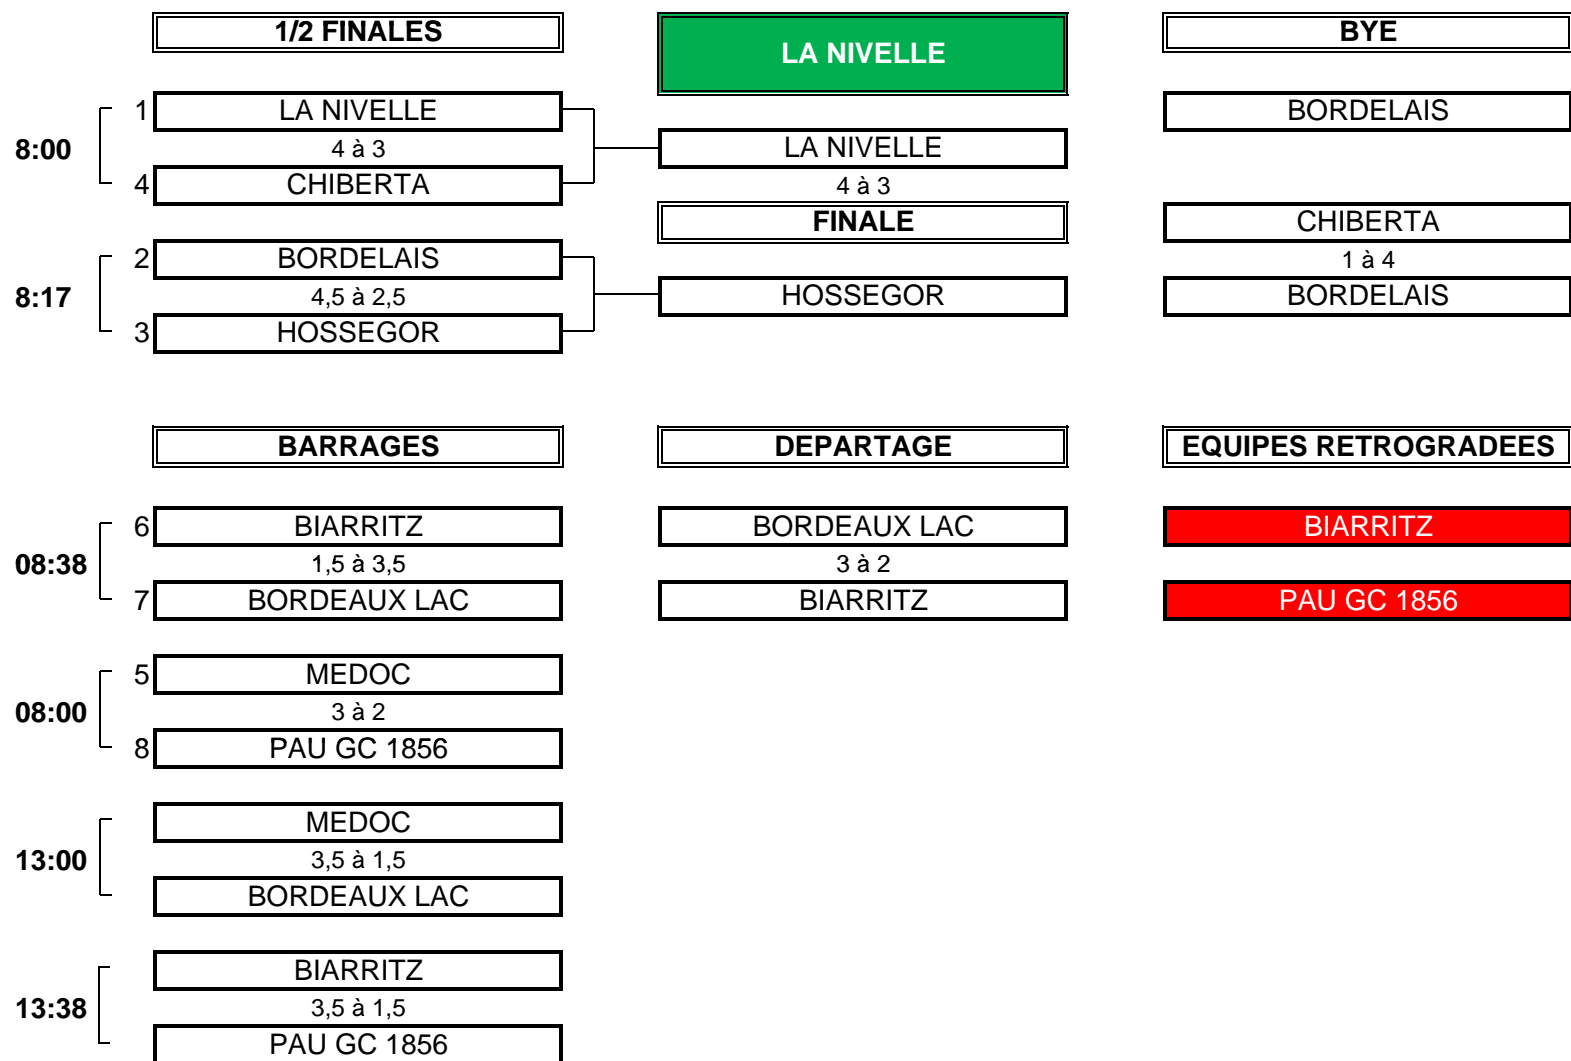 1/2 FINALES
LA NIVELLE
BYE
1 LA NIVELLE
BORDELAIS
8:00
4 à 3
LA NIVELLE
4 CHIBERTA
4 à 3
FINALE
CHIBERTA
2 BORDELAIS
1 à 4
8:17
4,5 à 2,5
HOSSEGOR
BORDELAIS
3 HOSSEGOR
BARRAGES
DEPARTAGE
EQUIPES RETROGRADEES
6 BIARRITZ
BORDEAUX LAC
BIARRITZ
08:38
1,5 à 3,5
3 à 2
7 BORDEAUX LAC
BIARRITZ
PAU GC 1856
5 MEDOC
08:00
3 à 2
8 PAU GC 1856
MEDOC
13:00
3,5 à 1,5
BORDEAUX LAC
BIARRITZ
13:38
3,5 à 1,5
PAU GC 1856